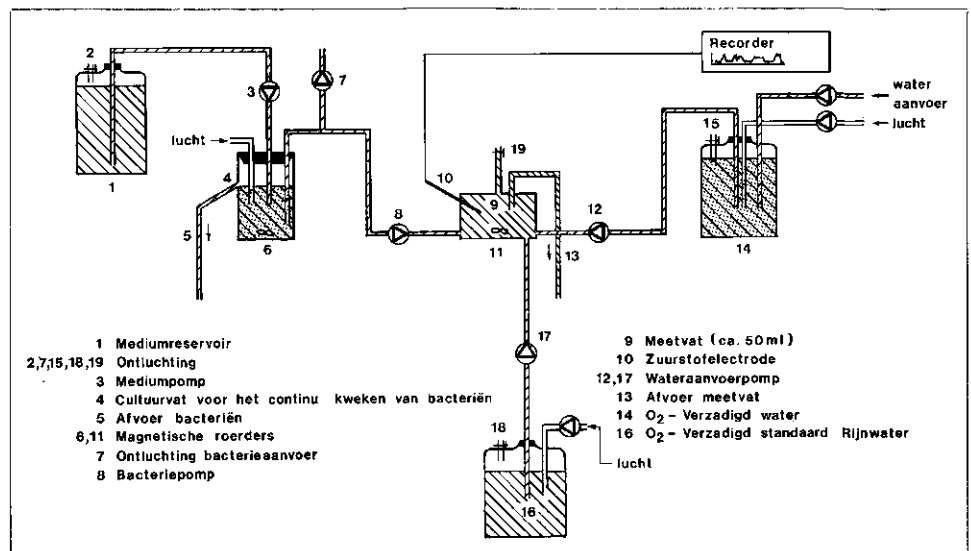 Recorder
2
3
7
water
aanvoer
lucht
lucht
15
19
4
10
1
9
12
5
8
6
11
13
14
17
18
lucht
16
1 Mediumreservoir
2,7,15,18,19 Ontluchting
3 Mediumpomp
4 Cultuurvat voor het continu kweken van bacteriën
5 Afvoer bacteriën
6,11 Magnetische roerders
7 Ontluchting bacterieaanvoer
8 Bacteriepomp
9 Meetvat (ca. 50ml)
10 Zuurstofelectrode
12,17 Wateraanvoerpomp
13 Afvoer meetvat
14 O₂ - Verzadigd water
16 O₂ - Verzadigd standaard Rijnwater